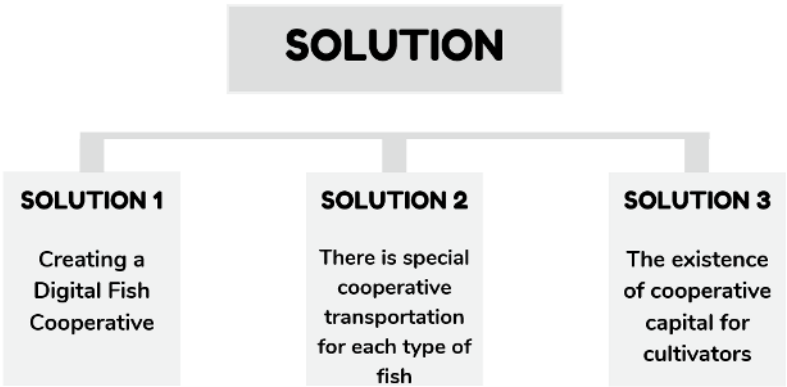 SOLUTION
SOLUTION 1
Creating a
Digital Fish
Cooperative
SOLUTION 2
There is special
cooperative
transportation
for each type of
fish
SOLUTION 3
The existence
of cooperative
capital for
cultivators